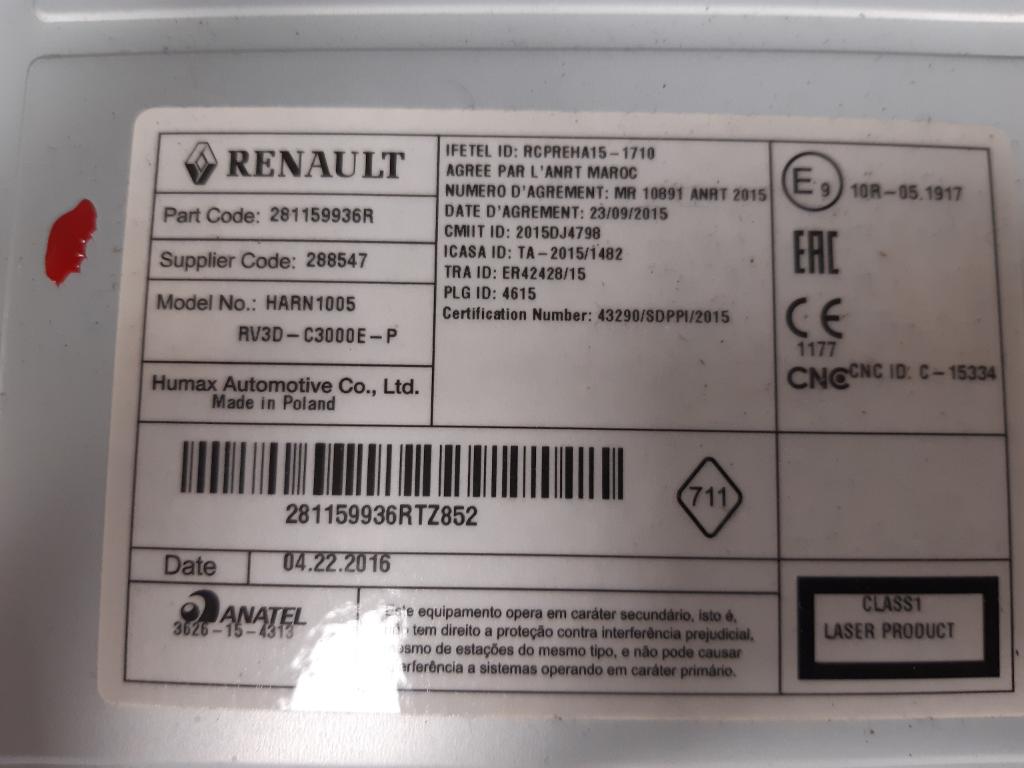 RENAULT
Part Code: 281159936R
Supplier Code: 288547
Model No.: HARN1005
RV3D-C3000E-P
Humax Automotive Co., Ltd.
Made in Poland
IFETEL ID: RCPREHA15-1710
AGREE PAR L'ANRT MAROC
NUMERO D'AGREMENT: MR 10891 ANRT 2015
DATE D'AGREMENT: 23/09/2015
CMIIT ID: 2015DJ4798
ICASA ID: TA-2015/1482
TRA ID: ER42428/15
PLG ID: 4615
Certification Number: 43290/SDPPI/2015
E9 10R-05.1917
EAC
CE
1177
CNC CNC ID: C-15334
281159936RTZ852
711
Date 04.22.2016
ANATEL
3626-15-4313
equipamento opera em caráter secundário, isto é,
tem direito a proteção contra interferência prejudicial,
de estações do mesmo tipo, e não pode causar
a sistemas operando em caráter primário.
CLASS1
LASER PRODUCT